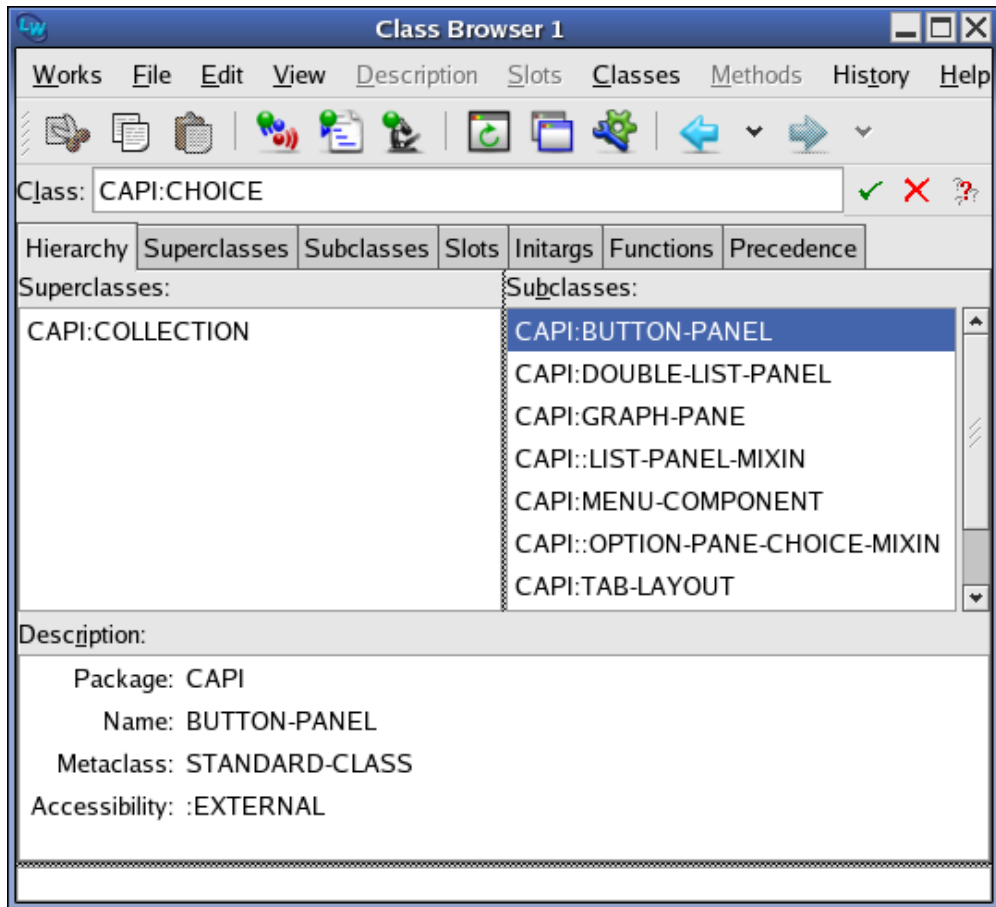 LW Class Browser 1
Works File Edit View Description Slots Classes Methods History Help
Class: CAPI:CHOICE
Hierarchy Superclasses Subclasses Slots Initargs Functions Precedence
Superclasses:
CAPI:COLLECTION
Subclasses:
CAPI:BUTTON-PANEL
CAPI:DOUBLE-LIST-PANEL
CAPI:GRAPH-PANE
CAPI::LIST-PANEL-MIXIN
CAPI:MENU-COMPONENT
CAPI::OPTION-PANE-CHOICE-MIXIN
CAPI:TAB-LAYOUT
Description:
Package: CAPI
Name: BUTTON-PANEL
Metaclass: STANDARD-CLASS
Accessibility: :EXTERNAL